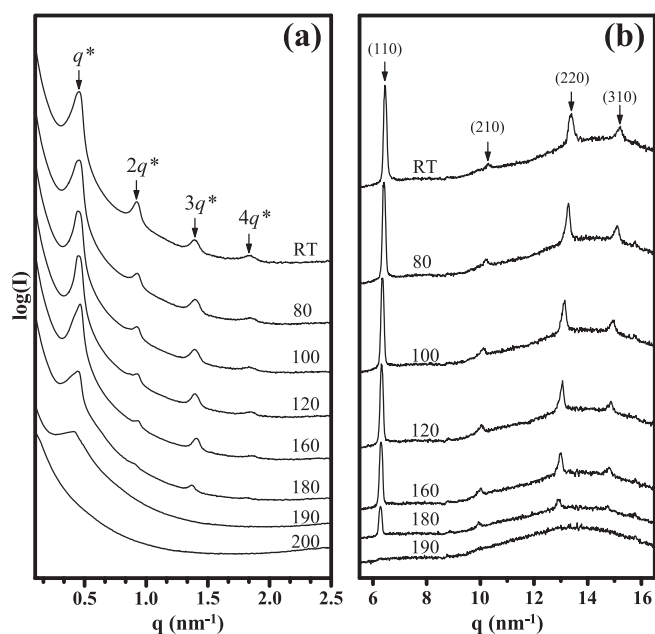 (a)
q*
2q*
3q*
4q*
RT
80
100
120
160
180
190
200
log(I)
0.5 1.0 1.5 2.0 2.5
q (nm⁻¹)
(b)
(110)
(210)
(220)
(310)
RT
80
100
120
160
180
190
6 8 10 12 14 16
q (nm⁻¹)